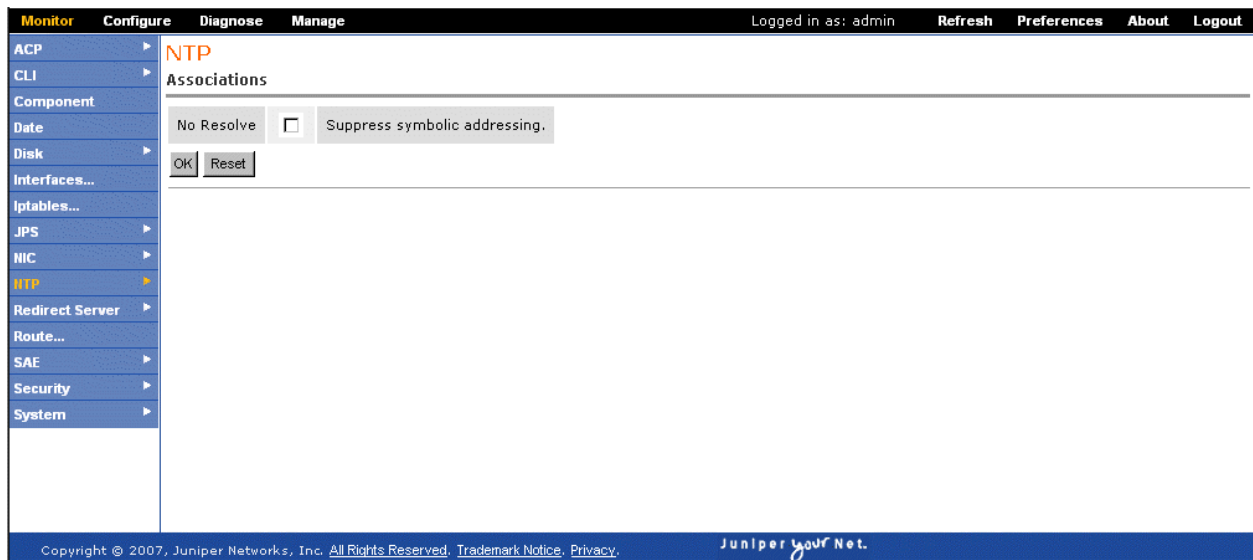 Monitor Configure Diagnose Manage Logged in as: admin Refresh Preferences About Logout
ACP
CLI
Component
Date
Disk
Interfaces...
Iptables...
JPS
NIC
NTP
Redirect Server
Route...
SAE
Security
System
NTP
Associations
No Resolve Suppress symbolic addressing.
OK Reset
Copyright © 2007, Juniper Networks, Inc. All Rights Reserved. Trademark Notice. Privacy.
Juniper your Net.